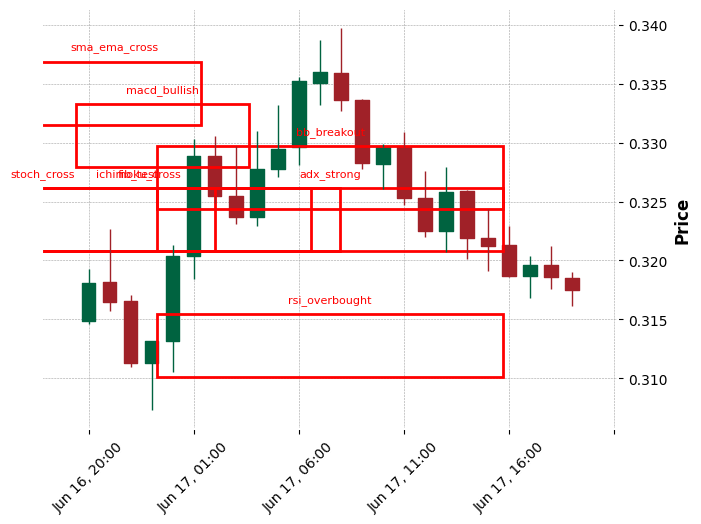 0.340
sma_ema_cross
0.335
macd_bullish
bb_breakout
0.330
stoch_cross
adx_strong
0.325
Price
0.320
rsi_overbought
0.315
0.310
Jun 16, 20:00
Jun 17, 01:00
Jun 17, 06:00
Jun 17, 11:00
Jun 17, 16:00